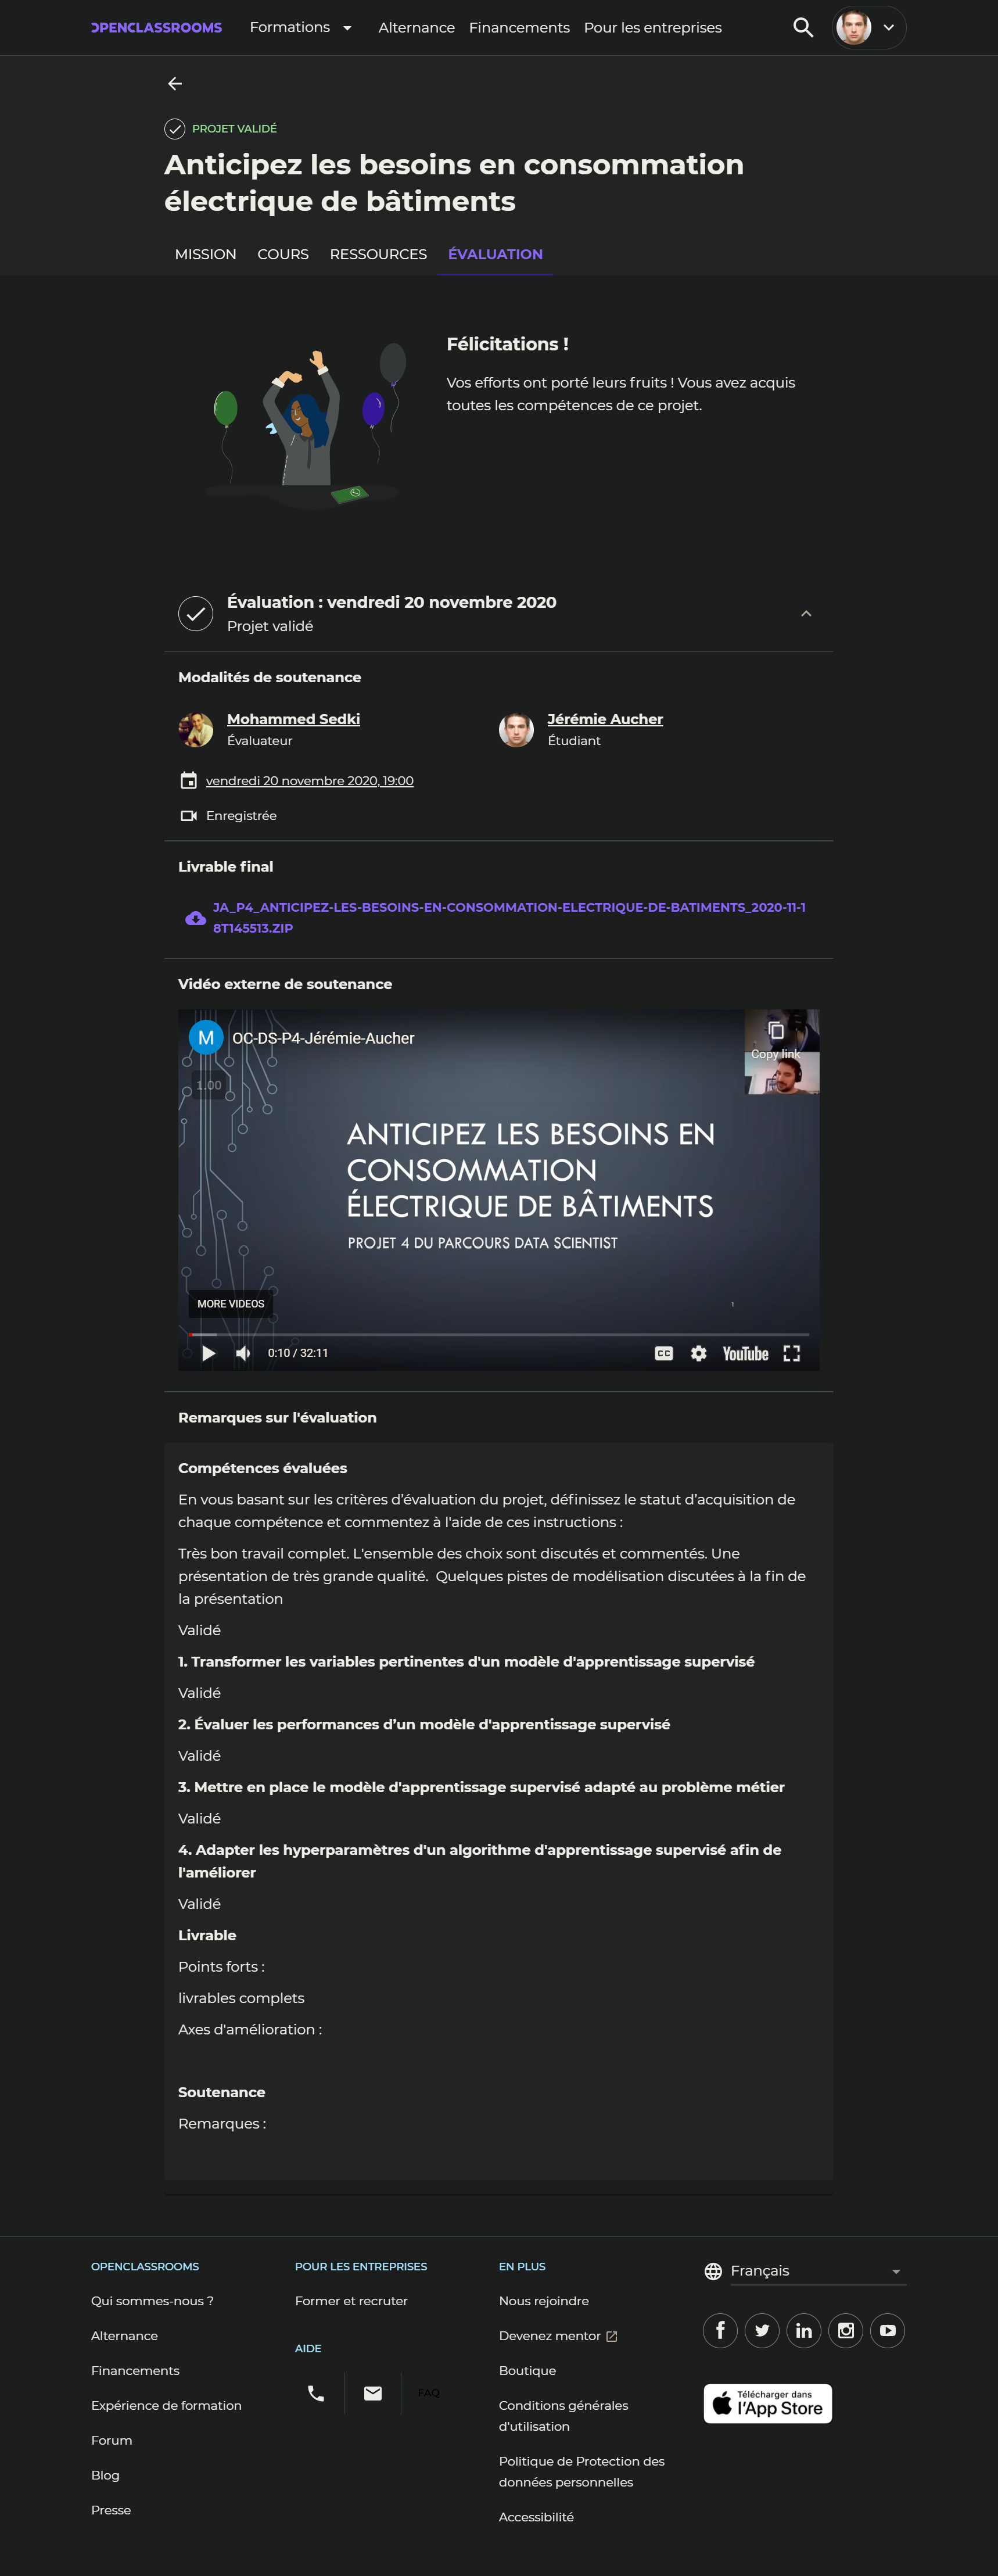 OPENCLASSROOMS
Formations
Alternance
Financements
Pour les entreprises
PROJET VALIDÉ
Anticipez les besoins en consommation
électrique de bâtiments
MISSION
COURS
RESSOURCES
ÉVALUATION
Félicitations !
Vos efforts ont porté leurs fruits ! Vous avez acquis
toutes les compétences de ce projet.
Évaluation : vendredi 20 novembre 2020
Projet validé
Modalités de soutenance
Mohammed Sedki
Évaluateur
Jérémie Aucher
Étudiant
vendredi 20 novembre 2020, 19:00
Enregistrée
Livrable final
JA_P4_ANTICIPEZ-LES-BESOINS-EN-CONSOMMATION-ELECTRIQUE-DE-BATIMENTS_2020-11-1
8T145513.ZIP
Vidéo externe de soutenance
M
OC-DS-P4-Jérémie-Aucher
Copy link
1.00
ANTICIPEZ LES BESOINS EN
CONSOMMATION
ÉLECTRIQUE DE BÂTIMENTS
PROJET 4 DU PARCOURS DATA SCIENTIST
MORE VIDEOS
1
0:10 / 32:11
CC
YouTube
Remarques sur l'évaluation
Compétences évaluées
En vous basant sur les critères d’évaluation du projet, définissez le statut d’acquisition de
chaque compétence et commentez à l'aide de ces instructions :
Très bon travail complet. L'ensemble des choix sont discutés et commentés. Une
présentation de très grande qualité.  Quelques pistes de modélisation discutées à la fin de
la présentation
Validé
1. Transformer les variables pertinentes d'un modèle d'apprentissage supervisé
Validé
2. Évaluer les performances d’un modèle d'apprentissage supervisé
Validé
3. Mettre en place le modèle d'apprentissage supervisé adapté au problème métier
Validé
4. Adapter les hyperparamètres d'un algorithme d'apprentissage supervisé afin de
l'améliorer
Validé
Livrable
Points forts :
livrables complets
Axes d'amélioration :
Soutenance
Remarques :
OPENCLASSROOMS
Qui sommes-nous ?
Alternance
Financements
Expérience de formation
Forum
Blog
Presse
POUR LES ENTREPRISES
Former et recruter
AIDE
FAQ
EN PLUS
Nous rejoindre
Devenez mentor
Boutique
Conditions générales
d'utilisation
Politique de Protection des
données personnelles
Accessibilité
Français
Télécharger dans
l'App Store